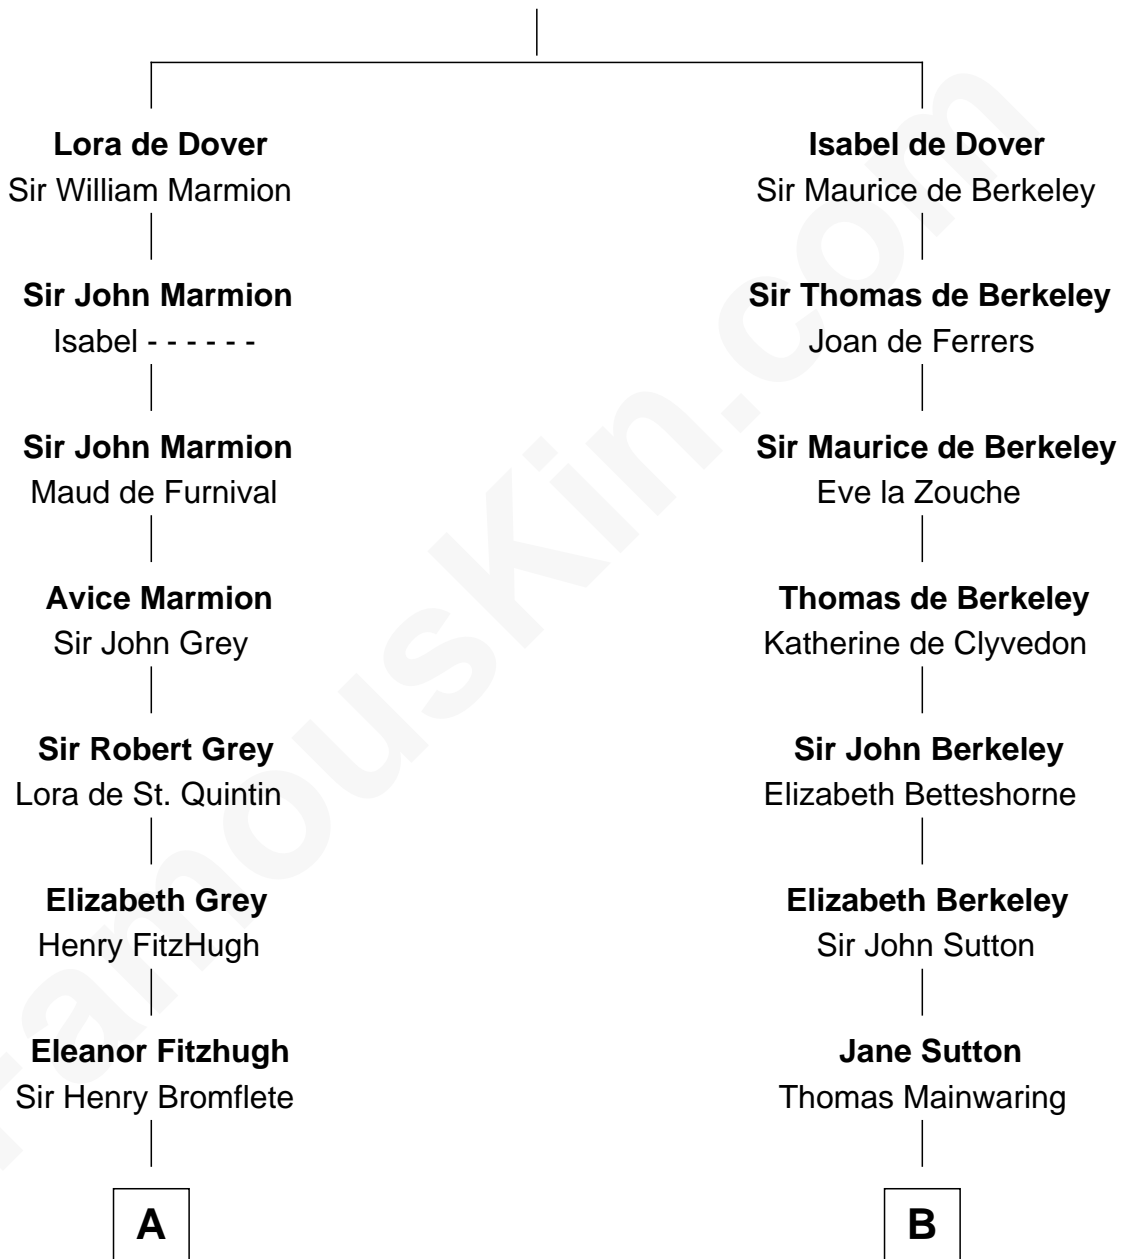 Lora de Dover
Sir William Marmion
Sir John Marmion
Isabel - - - - - -
Sir John Marmion
Maud de Furnival
Avice Marmion
Sir John Grey
Sir Robert Grey
Lora de St. Quintin
Elizabeth Grey
Henry FitzHugh
Eleanor Fitzhugh
Sir Henry Bromflete
A
Isabel de Dover
Sir Maurice de Berkeley
Sir Thomas de Berkeley
Joan de Ferrers
Sir Maurice de Berkeley
Eve la Zouche
Thomas de Berkeley
Katherine de Clyvedon
Sir John Berkeley
Elizabeth Betteshorne
Elizabeth Berkeley
Sir John Sutton
Jane Sutton
Thomas Mainwaring
B
FamousKin.com